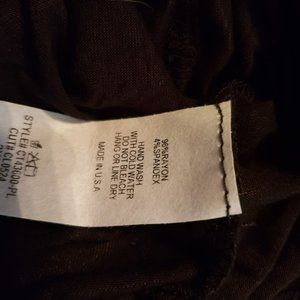 96%RAYON
4%SPANDEX
HAND WASH
WITH COLD WATER
DO NOT BLEACH
HANG OR LINE DRY
MADE IN U.S.A
STYLE#
CUT#